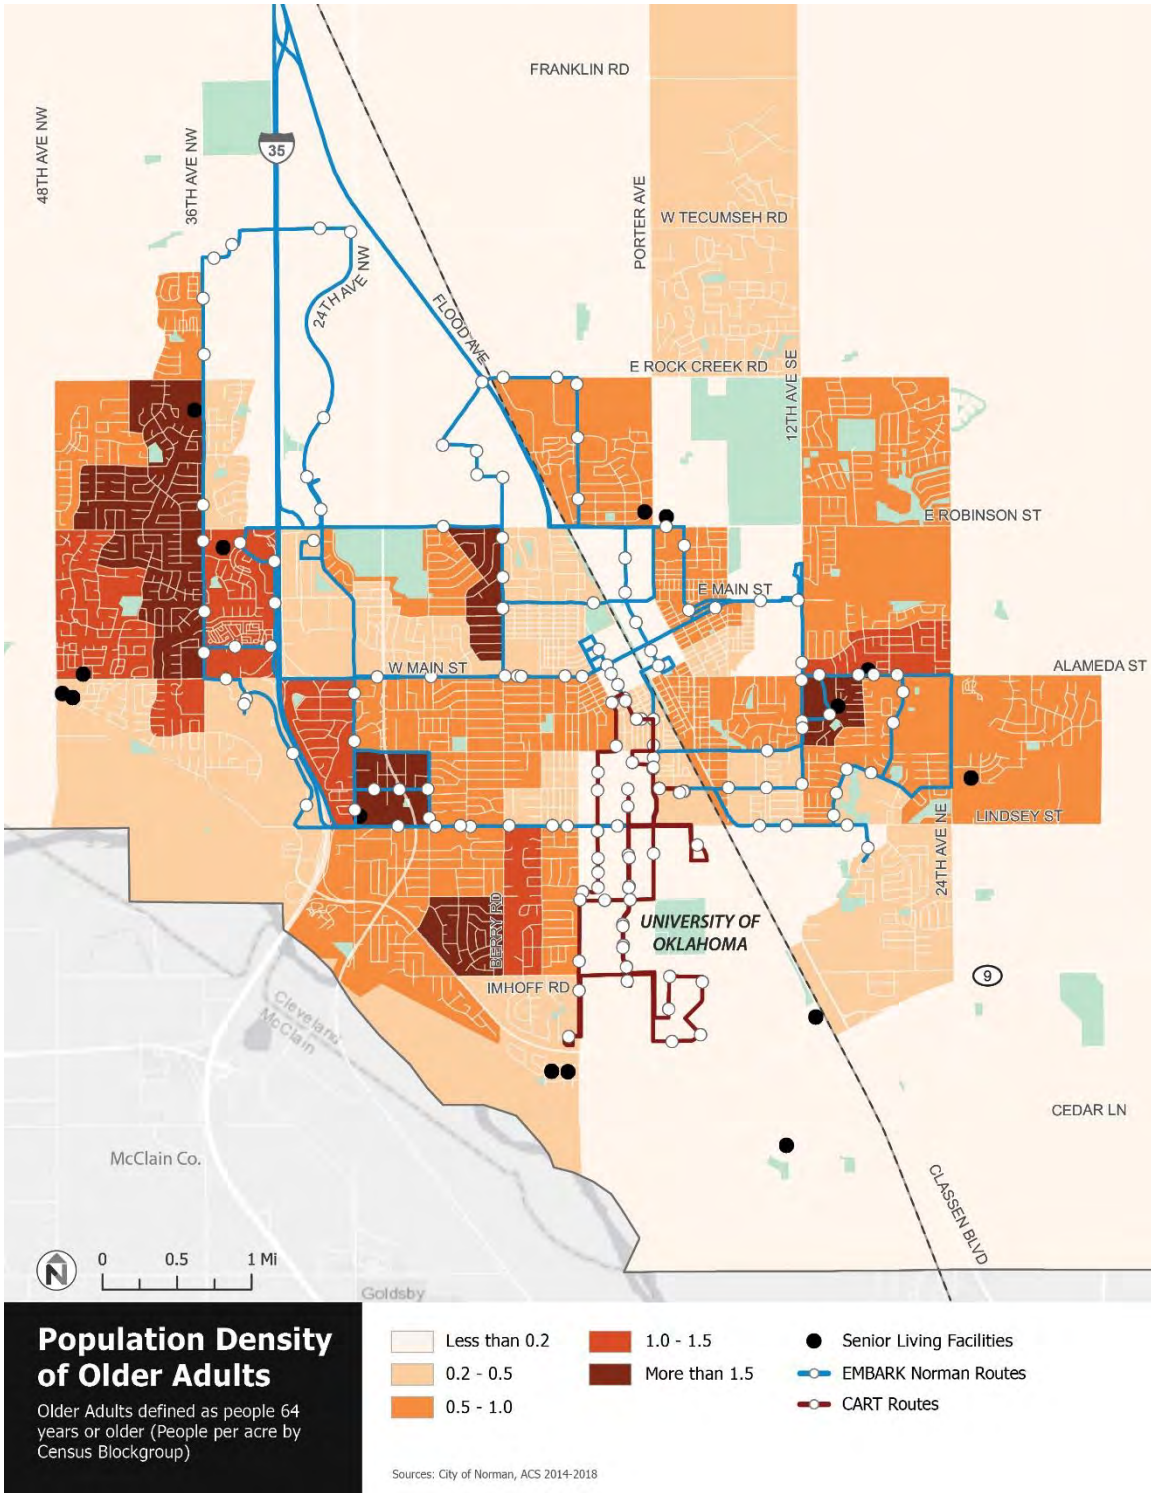 FRANKLIN RD
48TH AVE NW
36TH AVE NW
35
PORTER AVE
W TECUMSEH RD
24TH AVE NW
FLOOD AVE
E ROCK CREEK RD
12TH AVE SE
E ROBINSON ST
E MAIN ST
W MAIN ST
ALAMEDA ST
LINDSEY ST
24TH AVE NE
BERRY RD
UNIVERSITY OF
OKLAHOMA
9
IMHOFF RD
Cleveland
McClain
CEDAR LN
McClain Co.
CLASSEN BLVD
N
0 0.5 1 Mi
Goldsby
Population Density
of Older Adults
Older Adults defined as people 64
years or older (People per acre by
Census Blockgroup)
Less than 0.2
0.2 - 0.5
0.5 - 1.0
1.0 - 1.5
More than 1.5
Senior Living Facilities
EMBARK Norman Routes
CART Routes
Sources: City of Norman, ACS 2014-2018